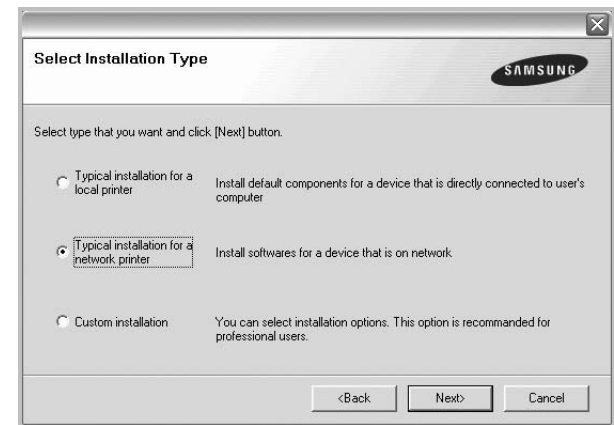 Select Installation Type
SAMSUNG
Select type that you want and click [Next] button.
Typical installation for a
local printer
Install default components for a device that is directly connected to user's
computer
Typical installation for a
network printer
Install softwares for a device that is on network
Custom installation
You can select installation options. This option is recommanded for
professional users.
<Back
Next>
Cancel